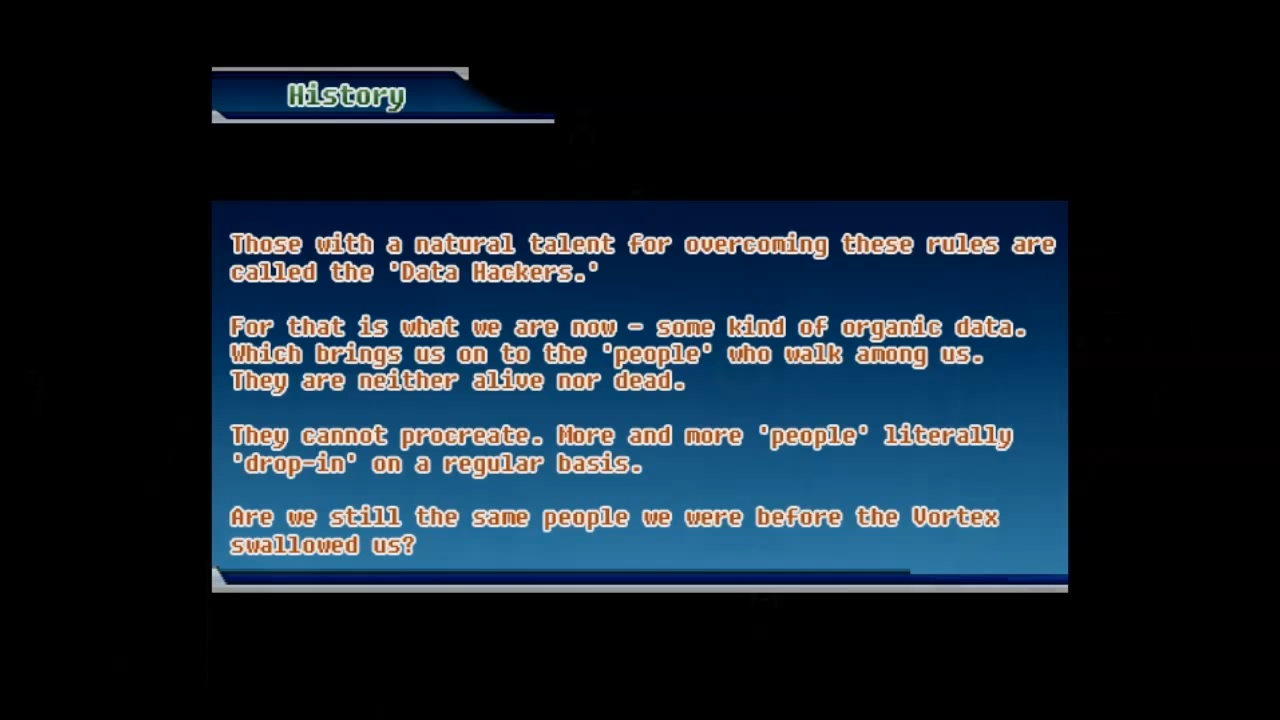 History
Those with a natural talent for overcoming these rules are
called the 'Data Hackers.'
For that is what we are now - some kind of organic data.
Which brings us on to the 'people' who walk among us.
They are neither alive nor dead.
They cannot procreate. More and more 'people' literally
'drop-in' on a regular basis.
Are we still the same people we were before the Vortex
swallowed us?